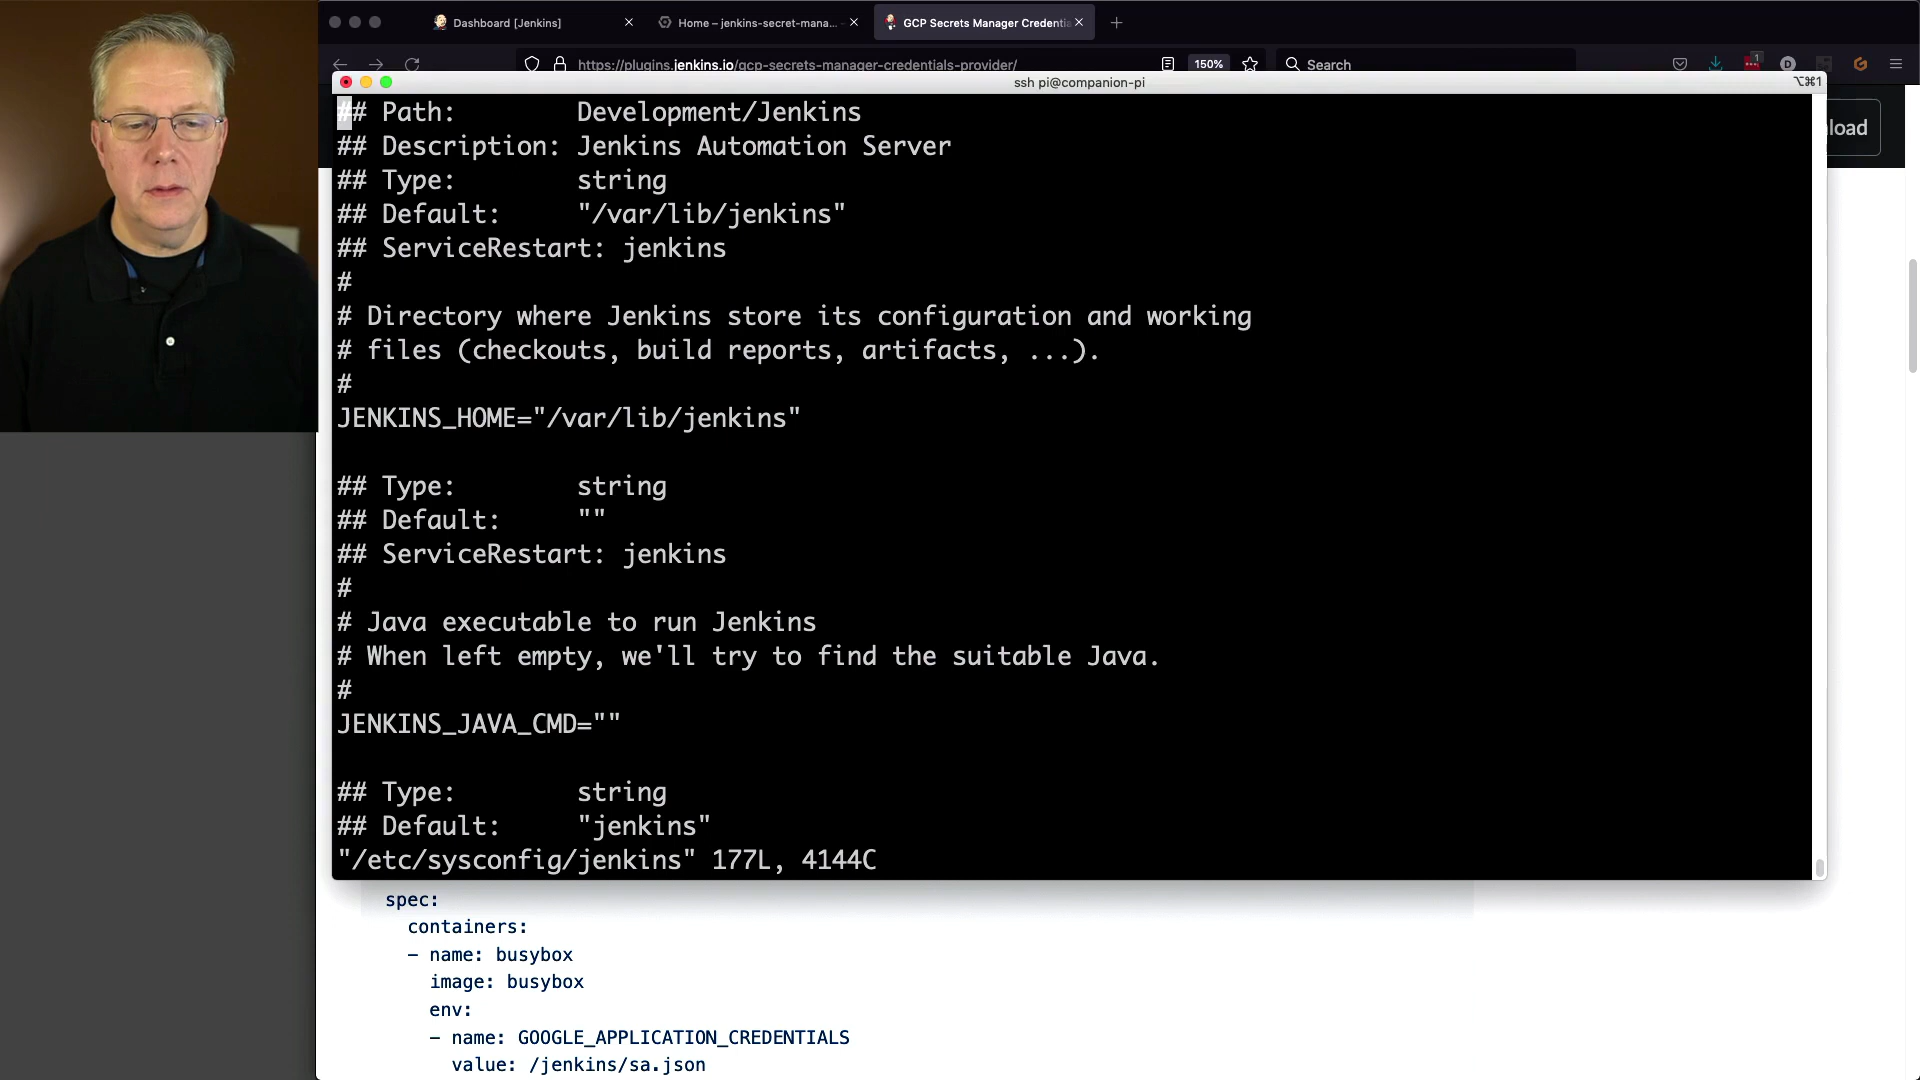 Dashboard [Jenkins]
Home – jenkins-secret-mana...
GCP Secrets Manager Credentia
https://plugins.jenkins.io/gcp-secrets-manager-credentials-provider/
150%
Search
1
D
ssh pi@companion-pi
⌥⌘1
load
## Path:        Development/Jenkins
## Description: Jenkins Automation Server
## Type:        string
## Default:     "/var/lib/jenkins"
## ServiceRestart: jenkins
#
# Directory where Jenkins store its configuration and working
# files (checkouts, build reports, artifacts, ...).
#
JENKINS_HOME="/var/lib/jenkins"
## Type:        string
## Default:     ""
## ServiceRestart: jenkins
#
# Java executable to run Jenkins
# When left empty, we'll try to find the suitable Java.
#
JENKINS_JAVA_CMD=""
## Type:        string
## Default:     "jenkins"
"/etc/sysconfig/jenkins" 177L, 4144C
spec:
containers:
- name: busybox
image: busybox
env:
- name: GOOGLE_APPLICATION_CREDENTIALS
value: /jenkins/sa.json